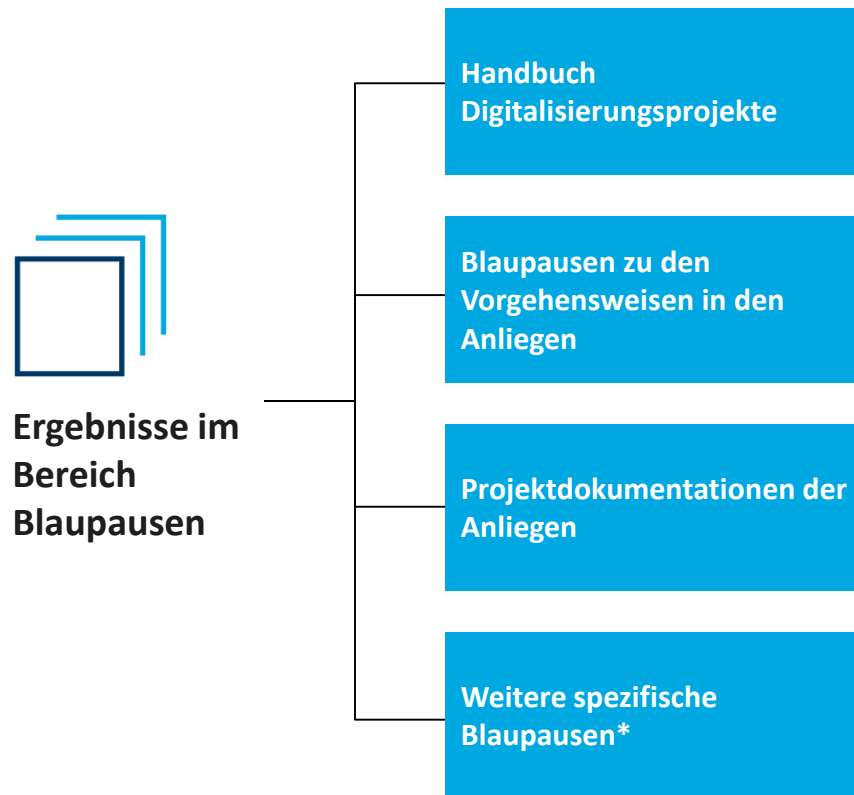 Ergebnisse im
Bereich
Blaupausen
Handbuch
Digitalisierungsprojekte
Blaupausen zu den
Vorgehensweisen in den
Anliegen
Projektdokumentationen der
Anliegen
Weitere spezifische
Blaupausen*